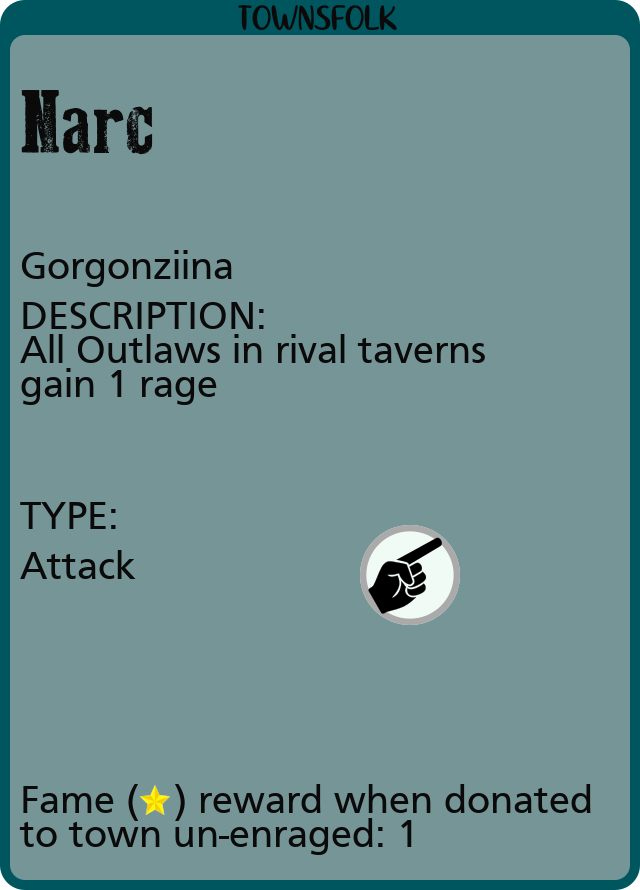 TOWNSFOLK
Narc
Gorgonziina
DESCRIPTION:
All Outlaws in rival taverns
gain 1 rage
TYPE:
Attack
Fame (⭐) reward when donated
to town un-enraged: 1